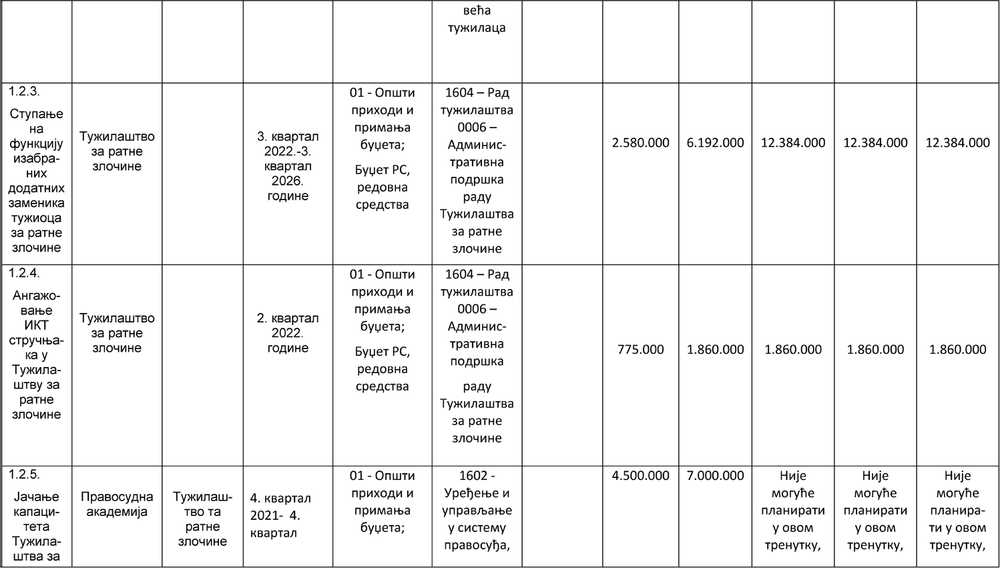 већа
тужилаца
1.2.3.
Ступање
на
функцију
изабра-
них
додатних
заменика
тужиоца
за ратне
злочине
Тужилаштво
за ратне
злочине
3. квартал
2022.-3.
квартал
2026.
године
01 - Општи
приходи и
примања
буџета;
Буџет РС,
редовна
средства
1604 – Рад
тужилаштва
0006 –
Админис-
тративна
подршка
раду
Тужилаштва
за ратне
злочине
2.580.000
6.192.000
12.384.000
12.384.000
12.384.000
1.2.4.
Ангажо-
вање
ИКТ
стручња-
ка у
Тужила-
штву за
ратне
злочине
Тужилаштво
за ратне
злочине
2. квартал
2022.
године
01 - Општи
приходи и
примања
буџета;
Буџет РС,
редовна
средства
1604 – Рад
тужилаштва
0006 –
Админис-
тративна
подршка
раду
Тужилаштва
за ратне
злочине
775.000
1.860.000
1.860.000
1.860.000
1.860.000
1.2.5.
Јачање
капаци-
тета
Тужила-
штва за
Правосудна
академија
Тужилаш-
тво та
ратне
злочине
4. квартал
2021- 4.
квартал
01 - Општи
приходи и
примања
буџета;
1602 -
Уређење и
управљање
у систему
правосуђа,
4.500.000
7.000.000
Није
могуће
планирати
у овом
тренутку,
Није
могуће
планирати
у овом
тренутку,
Није
могуће
планира-
ти у овом
тренутку,